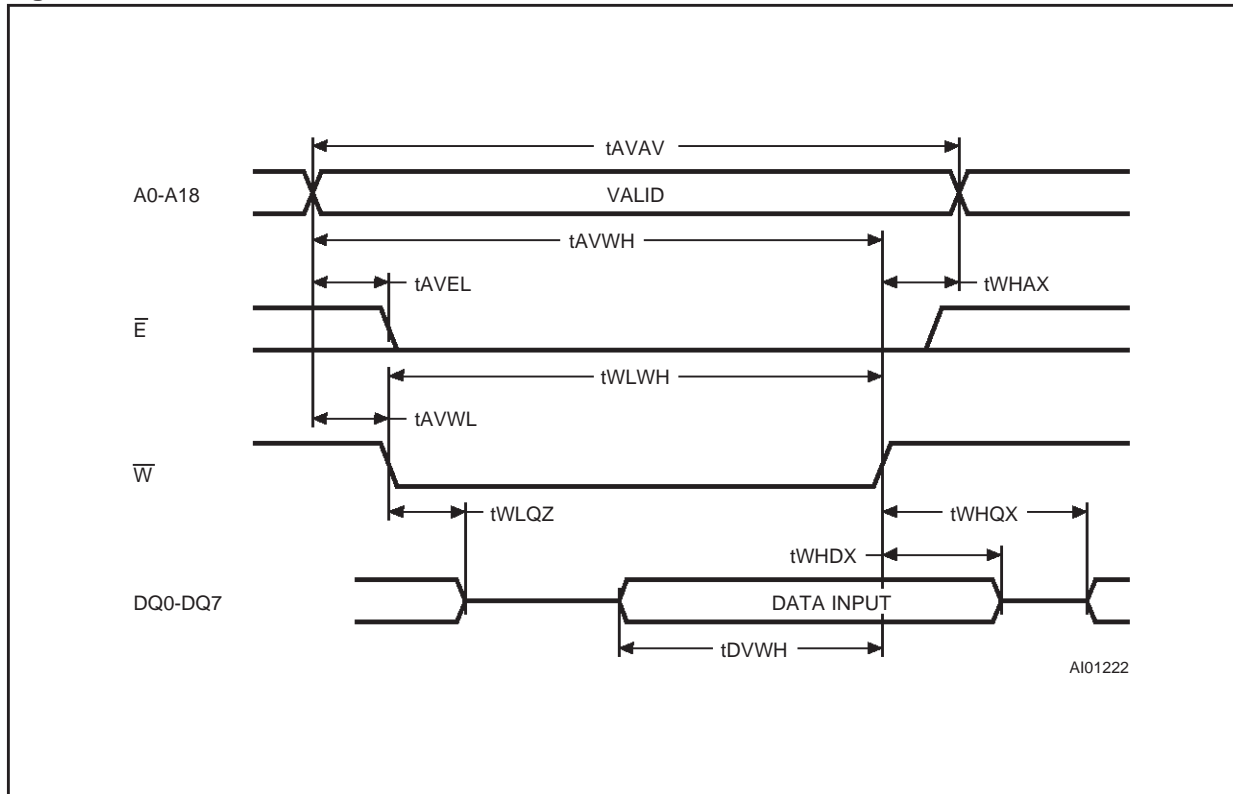 tAVAV
A0-A18
VALID
tAVWH
tAVEL
tWHAX
E̅
tWLWH
tAVWL
W̅
tWLQZ
tWHQX
tWHDX
DQ0-DQ7
DATA INPUT
tDVWH
AI01222